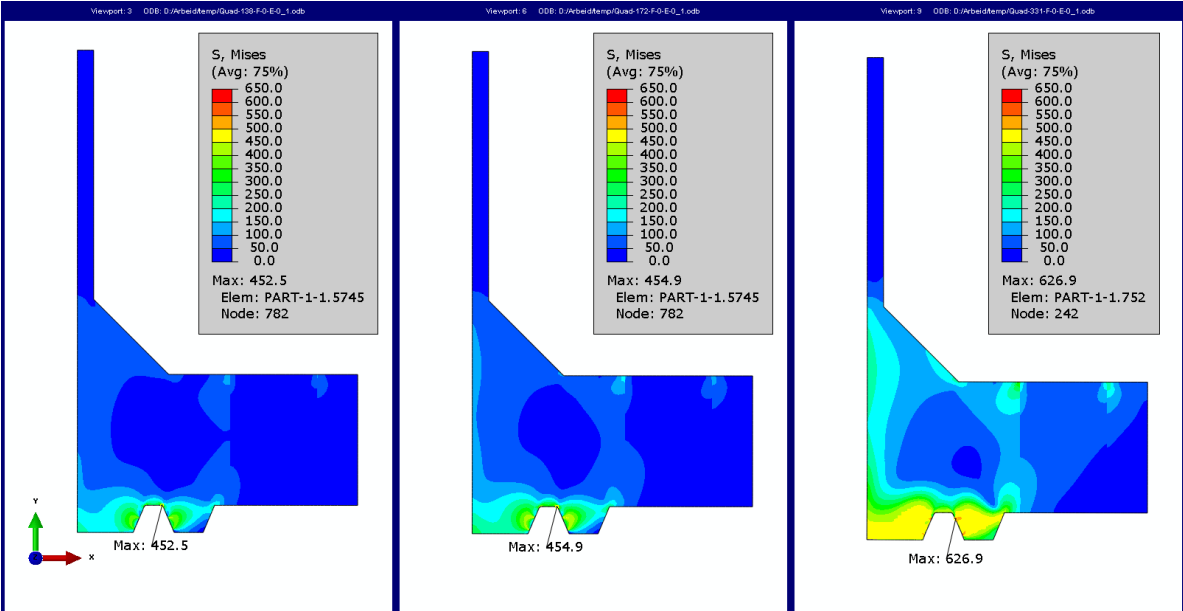 Viewport: 3 ODB: D:/Arbeid/temp/Quad-138-F-0-E-0_1.odb
S, Mises
(Avg: 75%)
650.0
600.0
550.0
500.0
450.0
400.0
350.0
300.0
250.0
200.0
150.0
100.0
50.0
0.0
Max: 452.5
Elem: PART-1-1.5745
Node: 782
Max: 452.5
Y
X
Viewport: 6 ODB: D:/Arbeid/temp/Quad-172-F-0-E-0_1.odb
S, Mises
(Avg: 75%)
650.0
600.0
550.0
500.0
450.0
400.0
350.0
300.0
250.0
200.0
150.0
100.0
50.0
0.0
Max: 454.9
Elem: PART-1-1.5745
Node: 782
Max: 454.9
Viewport: 9 ODB: D:/Arbeid/temp/Quad-331-F-0-E-0_1.odb
S, Mises
(Avg: 75%)
650.0
600.0
550.0
500.0
450.0
400.0
350.0
300.0
250.0
200.0
150.0
100.0
50.0
0.0
Max: 626.9
Elem: PART-1-1.752
Node: 242
Max: 626.9